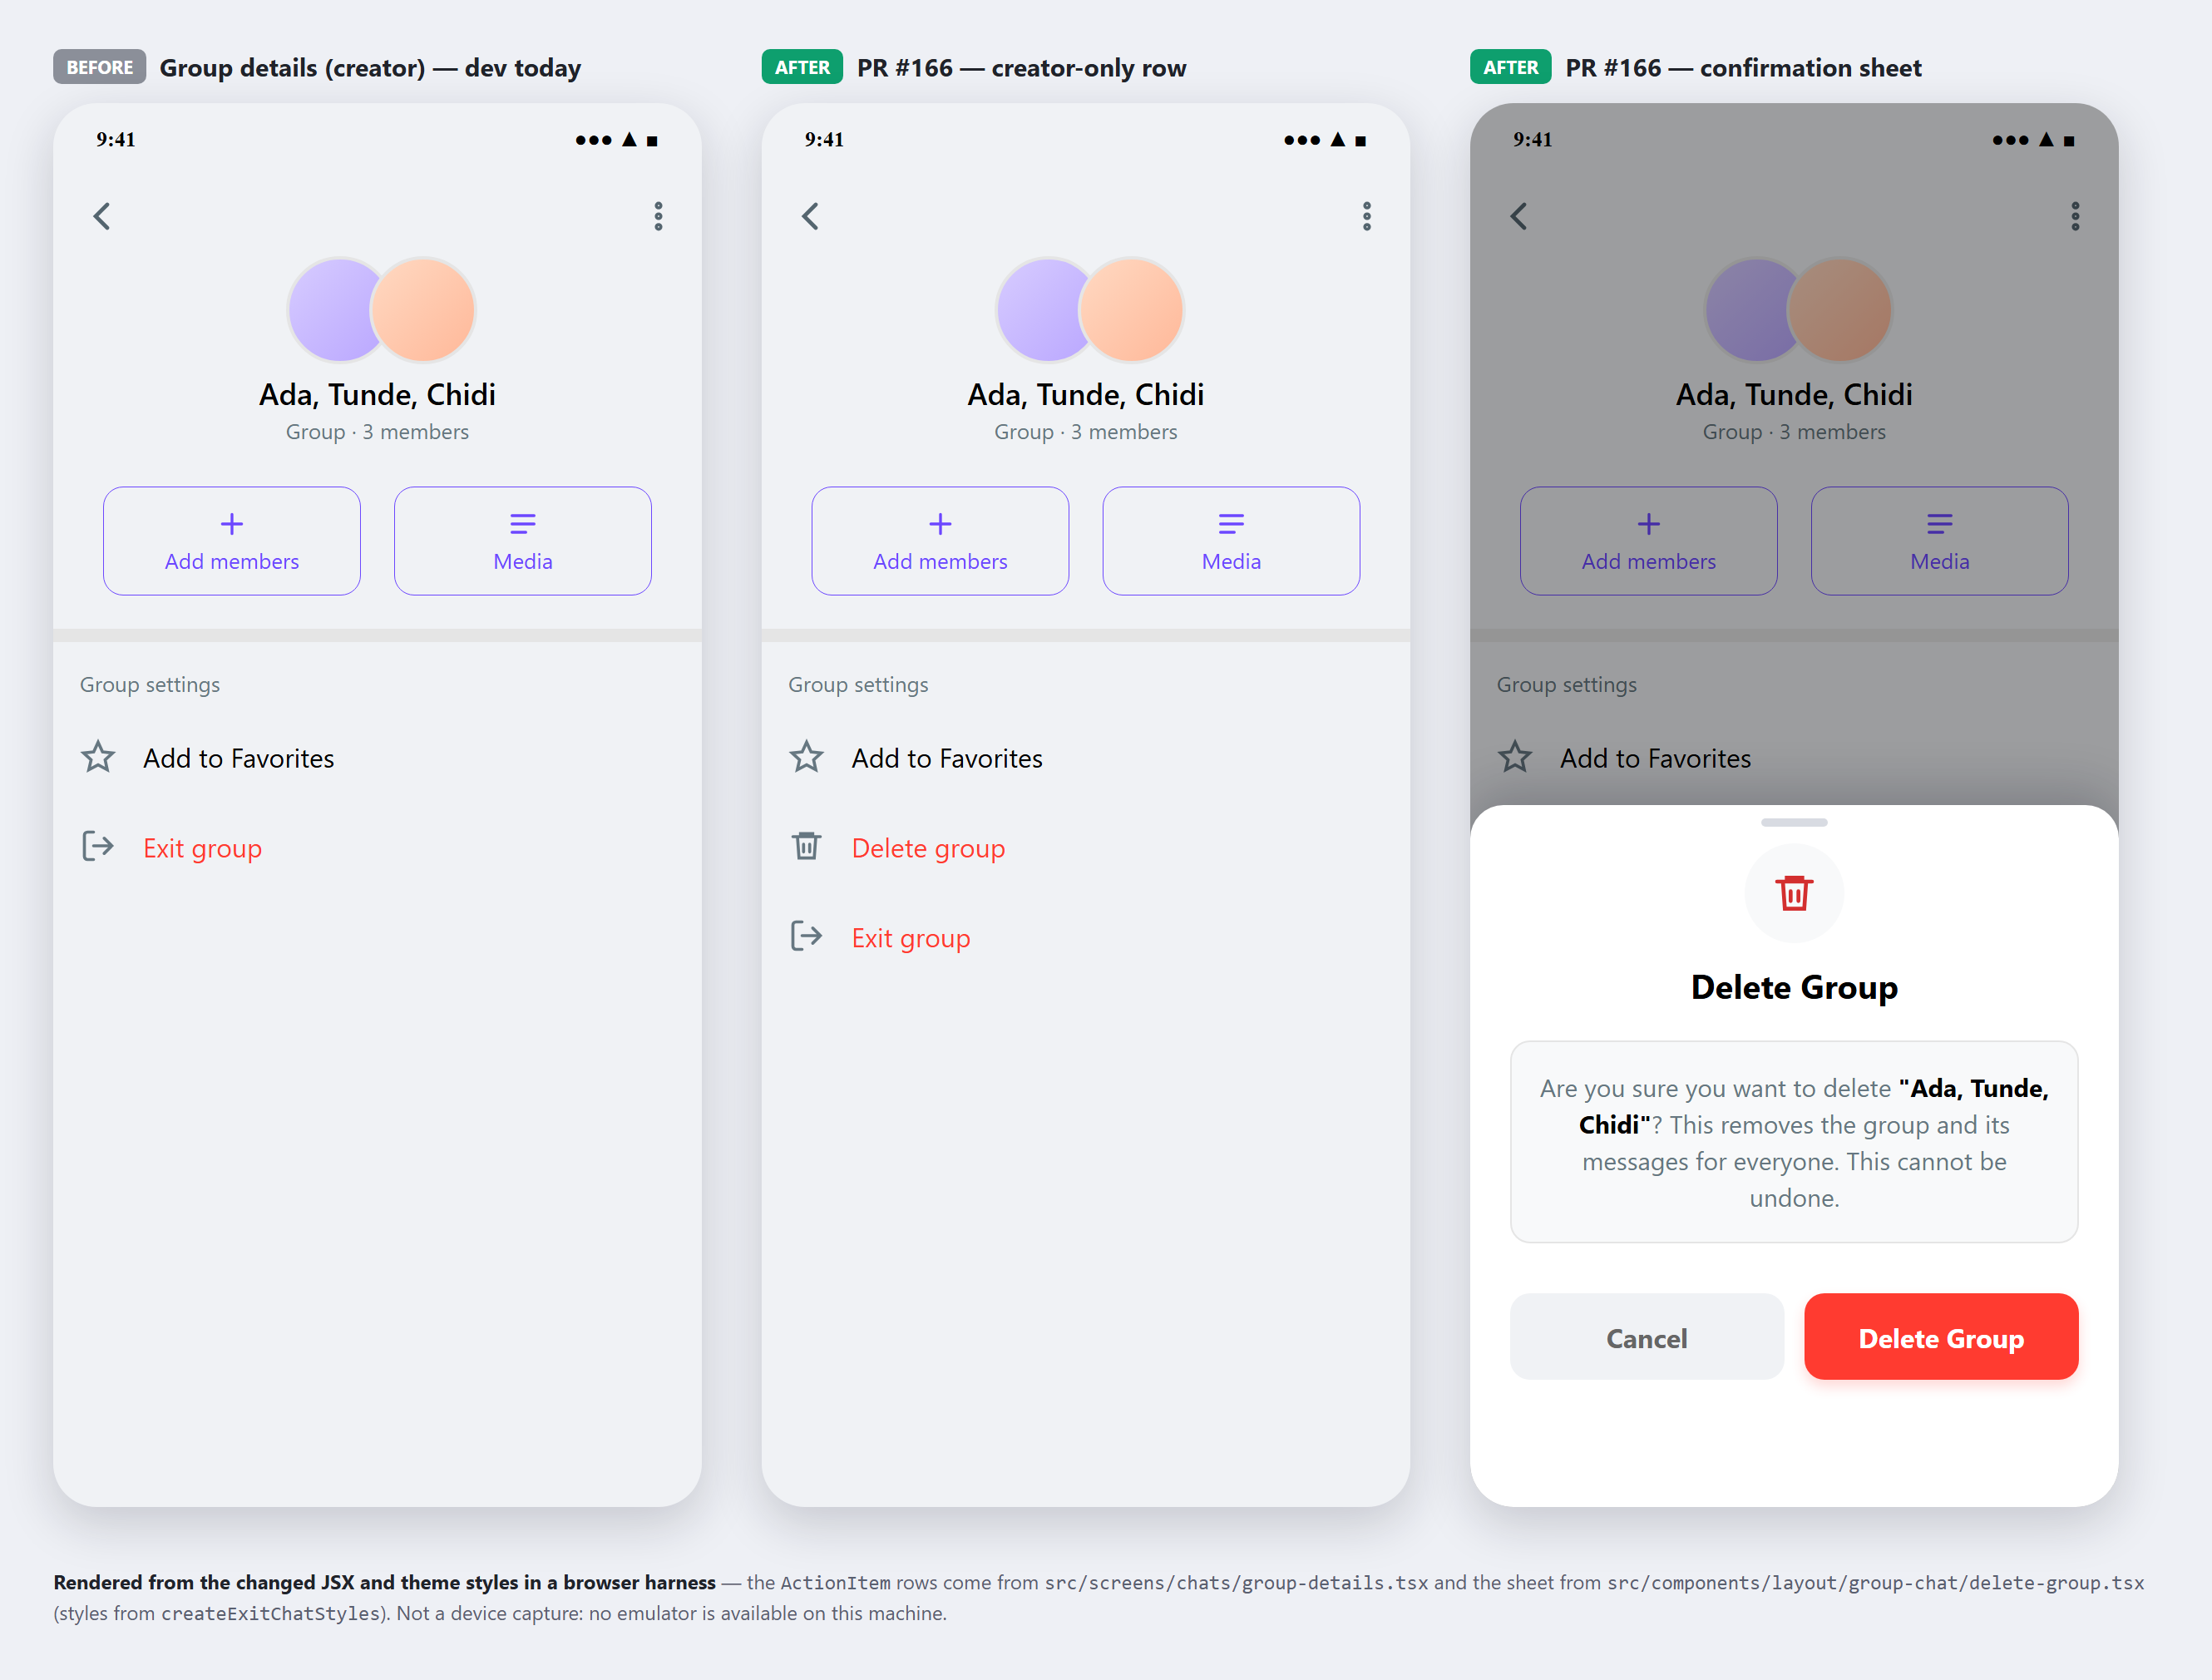 BEFORE Group details (creator) — dev today
9:41
Ada, Tunde, Chidi
Group · 3 members
Add members
Media
Group settings
Add to Favorites
Exit group
AFTER PR #166 — creator-only row
9:41
Ada, Tunde, Chidi
Group · 3 members
Add members
Media
Group settings
Add to Favorites
Delete group
Exit group
AFTER PR #166 — confirmation sheet
9:41
Ada, Tunde, Chidi
Group · 3 members
Add members
Media
Group settings
Add to Favorites
Delete Group
Are you sure you want to delete "Ada, Tunde,
Chidi"? This removes the group and its
messages for everyone. This cannot be
undone.
Cancel
Delete Group
Rendered from the changed JSX and theme styles in a browser harness — the ActionItem rows come from src/screens/chats/group-details.tsx and the sheet from src/components/layout/group-chat/delete-group.tsx
(styles from createExitChatStyles). Not a device capture: no emulator is available on this machine.